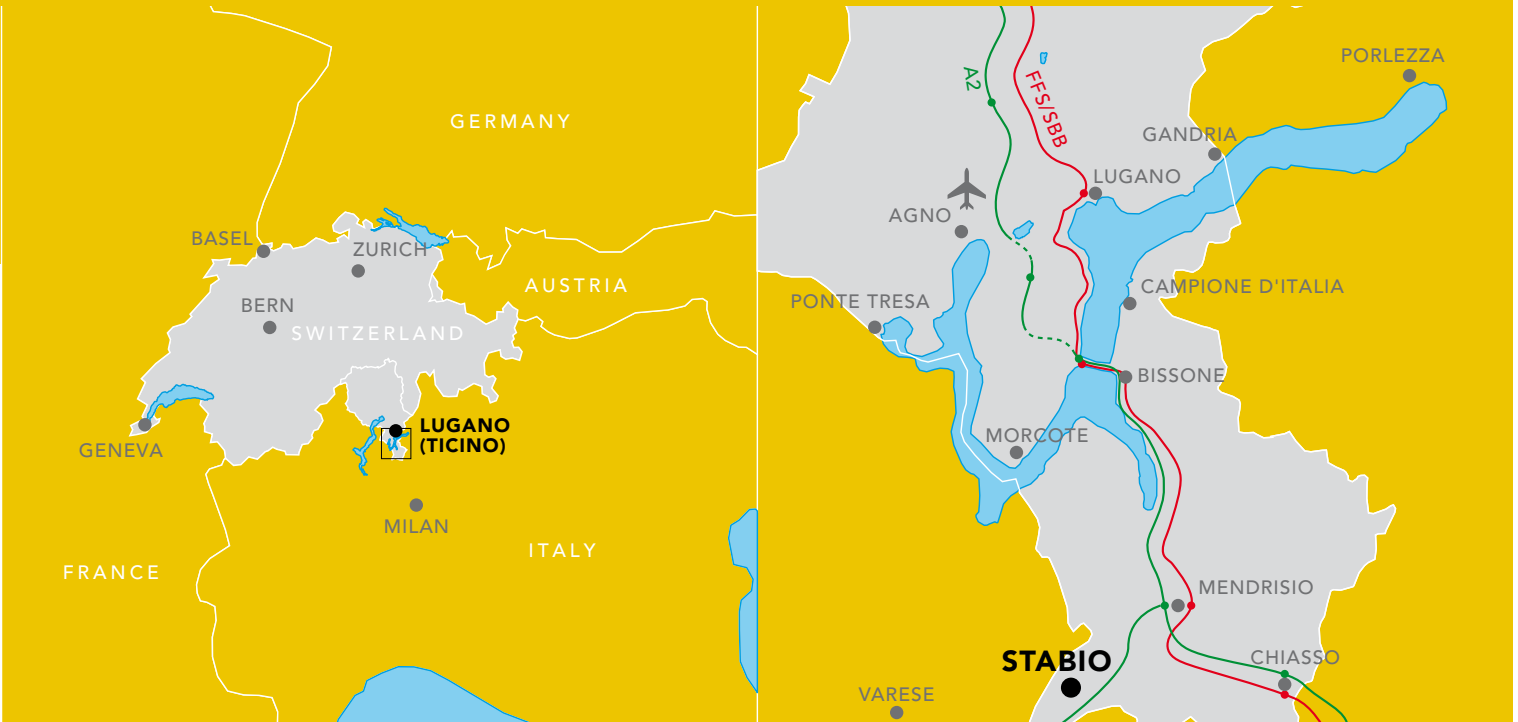 GERMANY
BASEL
ZURICH
AUSTRIA
BERN
SWITZERLAND
LUGANO
(TICINO)
GENEVA
MILAN
ITALY
FRANCE
PORLEZZA
A2
FFS/SBB
GANDRIA
LUGANO
AGNO
CAMPIONE D'ITALIA
PONTE TRESA
BISSONE
MORCOTE
MENDRISIO
STABIO
CHIASSO
VARESE